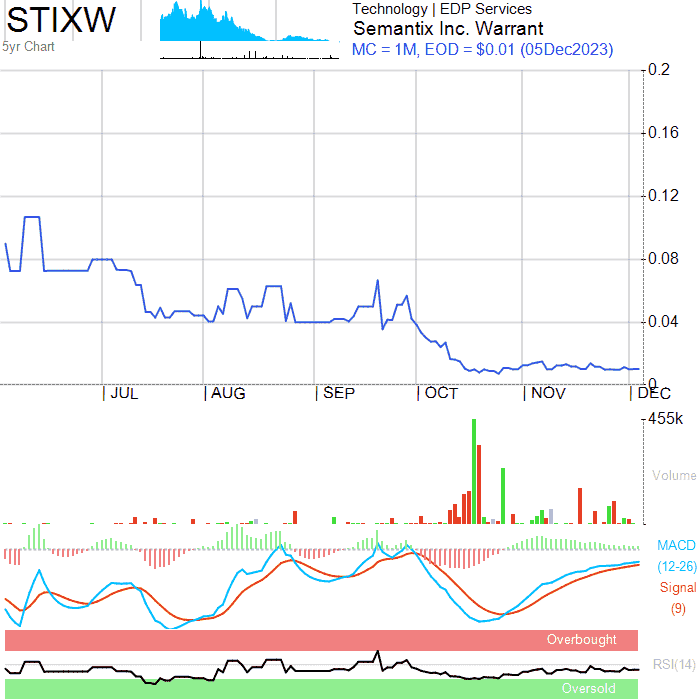 STIXW
5yr Chart
Technology | EDP Services
Semantix Inc. Warrant
MC = 1M, EOD = $0.01 (05Dec2023)
0.2
0.16
0.12
0.08
0.04
0
| JUL | AUG | SEP | OCT | NOV | DEC
455k
Volume
MACD
(12-26)
Signal
(9)
Overbought
RSI(14)
Oversold